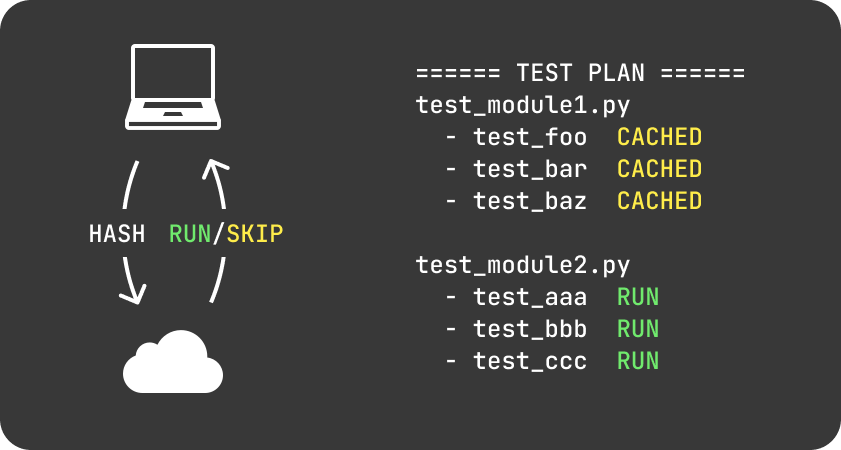 HASH RUN/SKIP
====== TEST PLAN ======
test_module1.py
- test_foo CACHED
- test_bar CACHED
- test_baz CACHED
test_module2.py
- test_aaa RUN
- test_bbb RUN
- test_ccc RUN